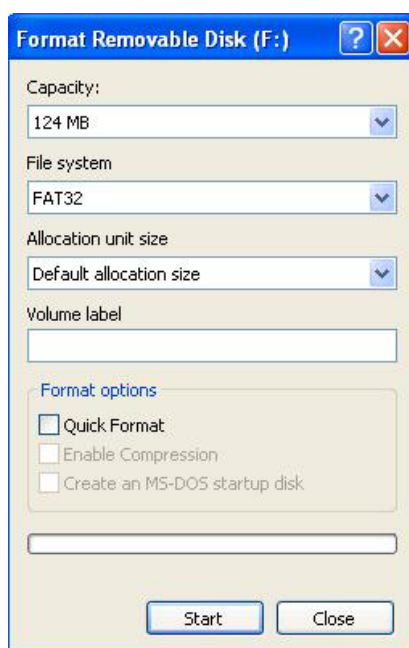 Format Removable Disk (F:)
?
Capacity:
124 MB
File system
FAT32
Allocation unit size
Default allocation size
Volume label
Format options
Quick Format
Enable Compression
Create an MS-DOS startup disk
Start
Close